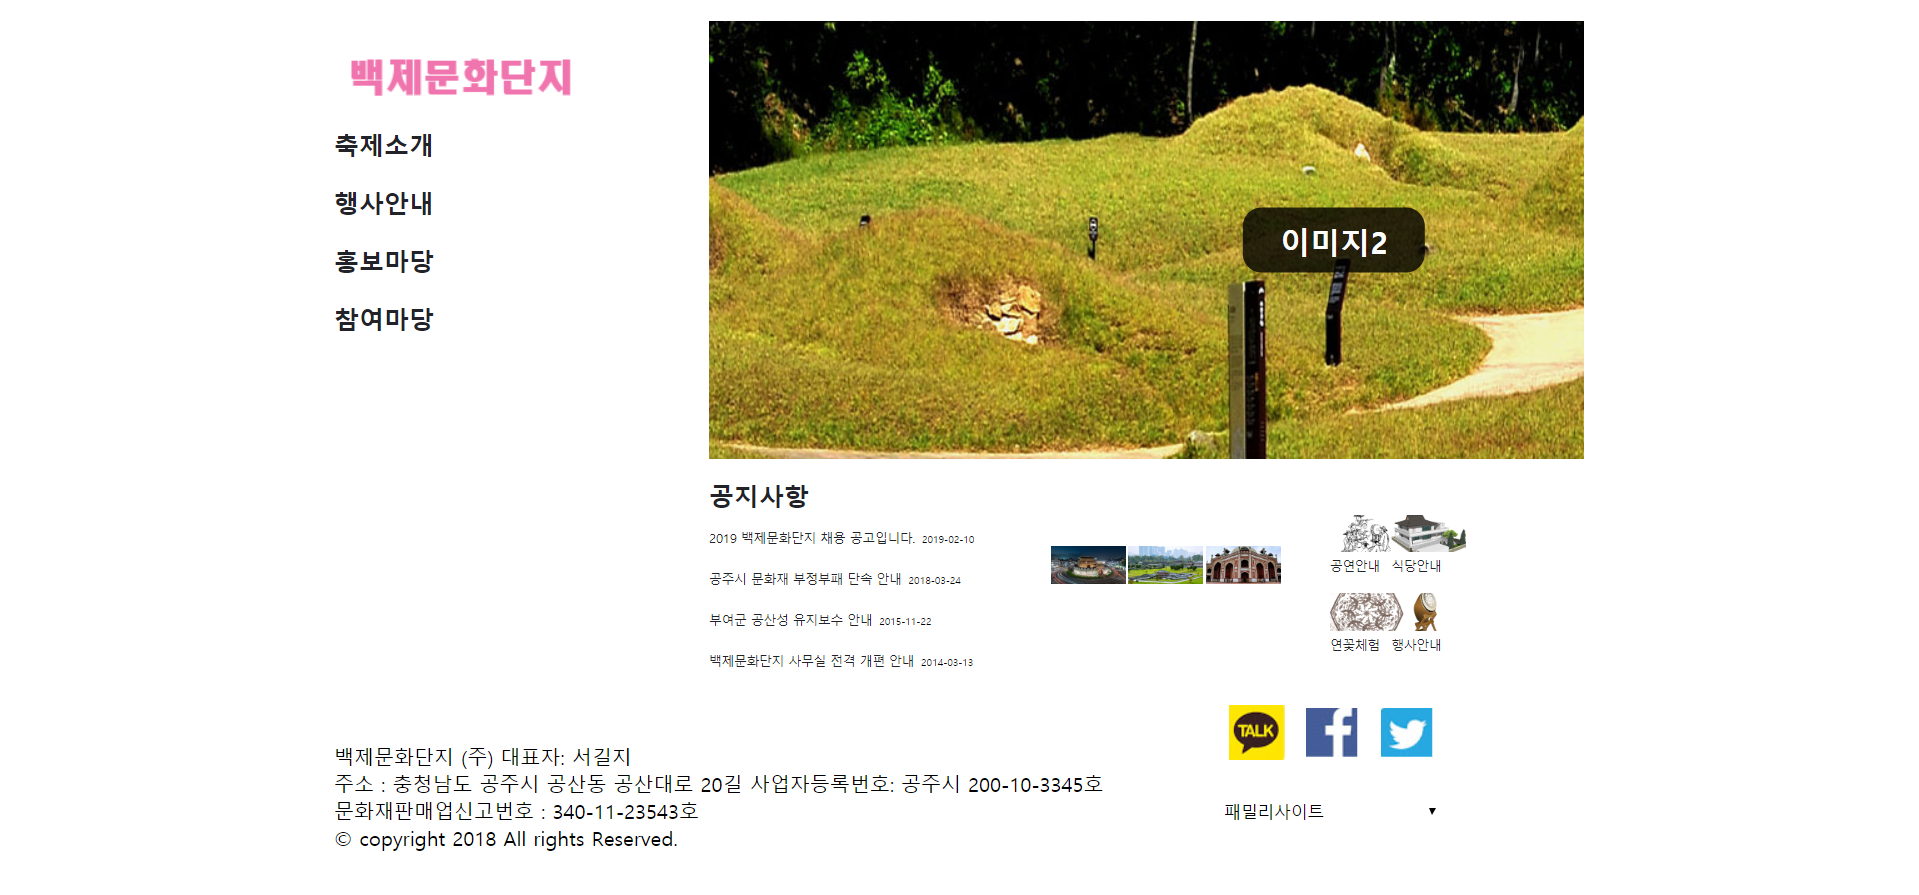 백제문화단지
축제소개
행사안내
홍보마당
참여마당
이미지2
공지사항
2019 백제문화단지 채용 공고입니다. 2019-02-10
공주시 문화재 부정부패 단속 안내 2018-03-24
부여군 공산성 유지보수 안내 2015-11-22
백제문화단지 사무실 전격 개편 안내 2014-03-13
공연안내 식당안내
연꽃체험 행사안내
TALK
백제문화단지 (주) 대표자: 서길지
주소 : 충청남도 공주시 공산동 공산대로 20길 사업자등록번호: 공주시 200-10-3345호
문화재판매업신고번호 : 340-11-23543호
© copyright 2018 All rights Reserved.
패밀리사이트